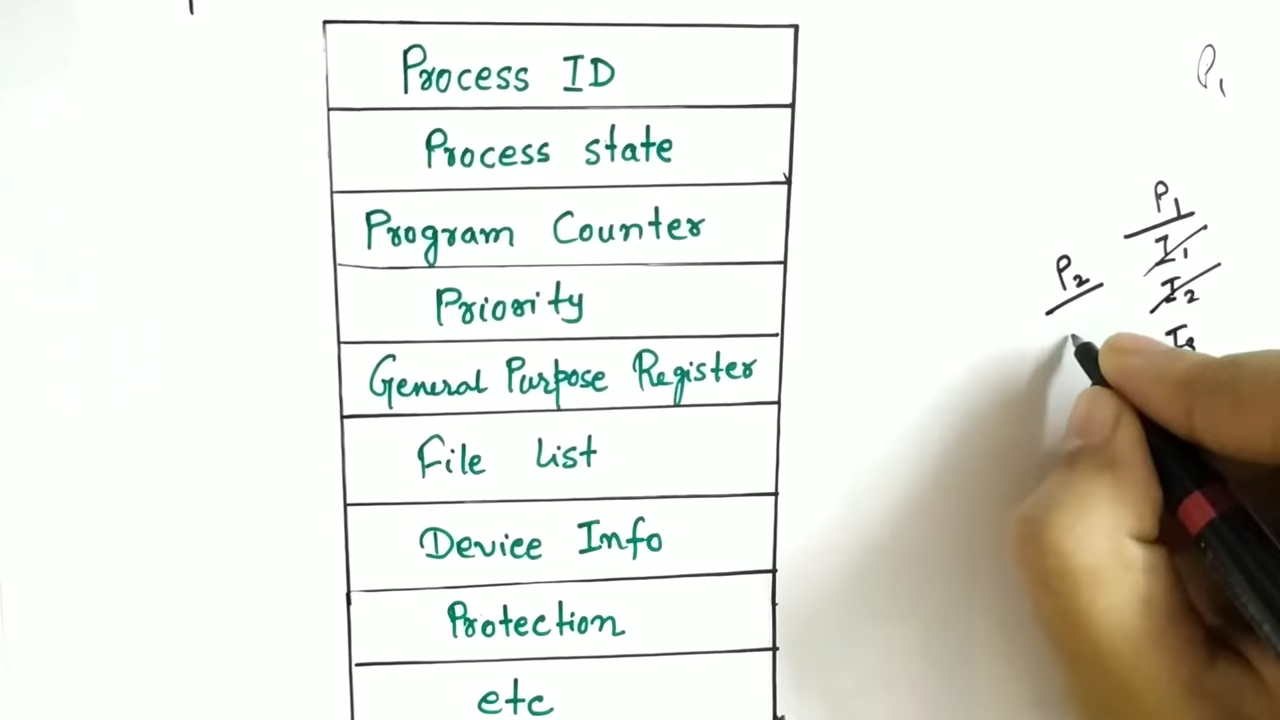 Process ID
Process state
Program Counter
Priority
General Purpose Register
File List
Device Info
Protection
etc
P1
P1
I1
I2
I3
P2